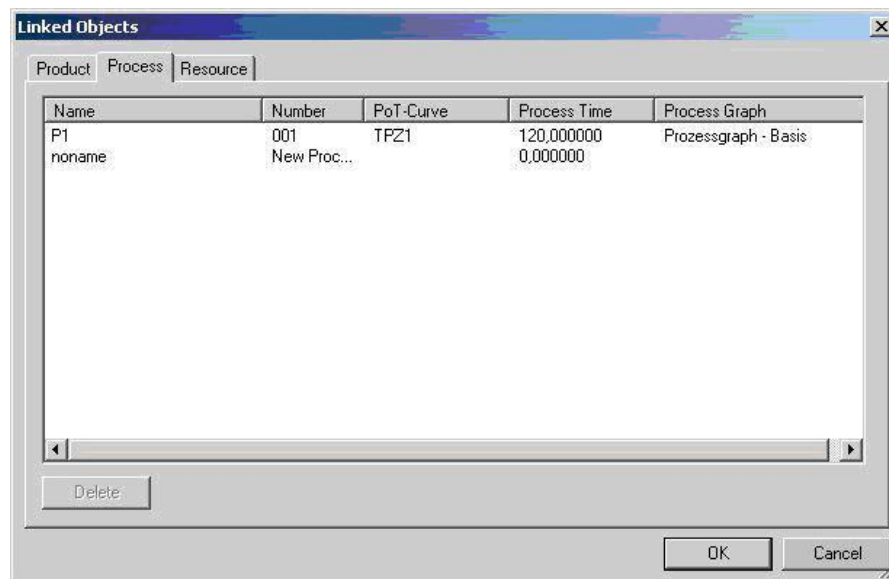 Linked Objects
Product Process Resource
Name Number PoT-Curve Process Time Process Graph
P1 001 TPZ1 120,000000 Prozessgraph - Basis
noname New Proc... 0,000000
Delete
OK Cancel